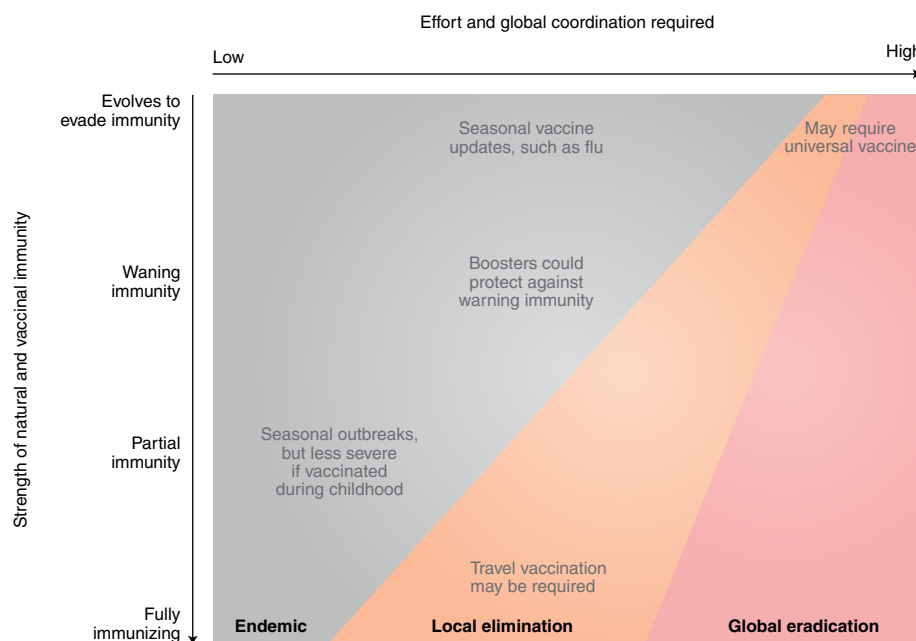 Effort and global coordination required
Low
High
Strength of natural and vaccinal immunity
Evolves to
evade immunity
Seasonal vaccine
updates, such as flu
May require
universal vaccine
Waning
immunity
Boosters could
protect against
warning immunity
Partial
immunity
Seasonal outbreaks,
but less severe
if vaccinated
during childhood
Travel vaccination
may be required
Fully
immunizing
Endemic
Local elimination
Global eradication